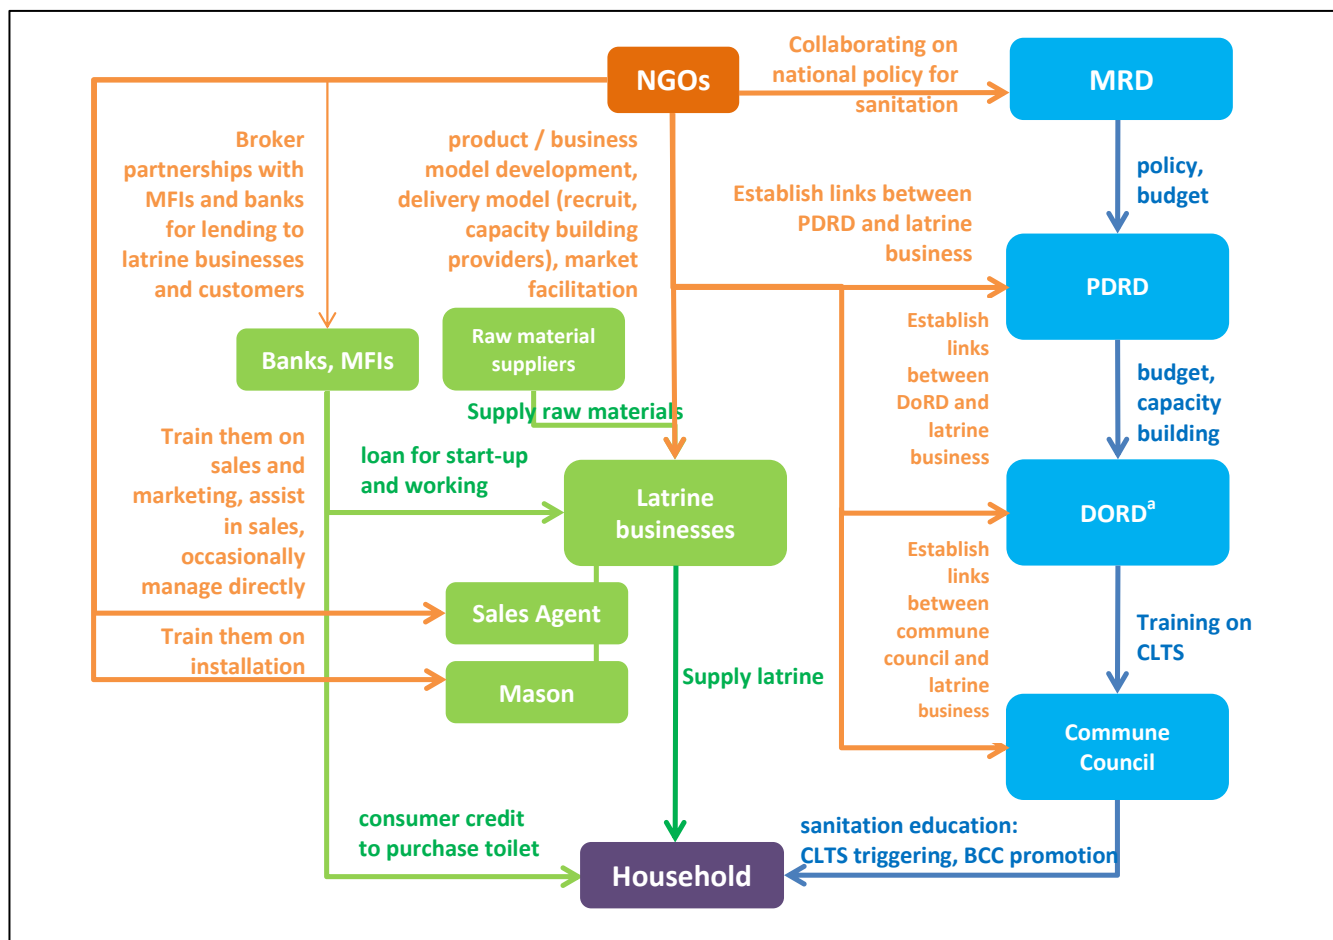 NGOs
Collaborating on
national policy for
sanitation
MRD
Broker
partnerships with
MFIs and banks
for lending to
latrine businesses
and customers
product / business
model development,
delivery model (recruit,
capacity building
providers), market
facilitation
policy,
budget
Establish links between
PDRD and latrine
business
PDRD
Banks, MFIs
Raw material
suppliers
Supply raw materials
Establish
links
between
DoRD and
latrine
business
budget,
capacity
building
Train them on
sales and
marketing, assist
in sales,
occasionally
manage directly
loan for start-up
and working
Latrine
businesses
DORDᵃ
Establish
links
between
commune
council and
latrine
business
Sales Agent
Train them on
installation
Mason
Supply latrine
Training on
CLTS
Commune
Council
consumer credit
to purchase toilet
sanitation education:
CLTS triggering, BCC promotion
Household